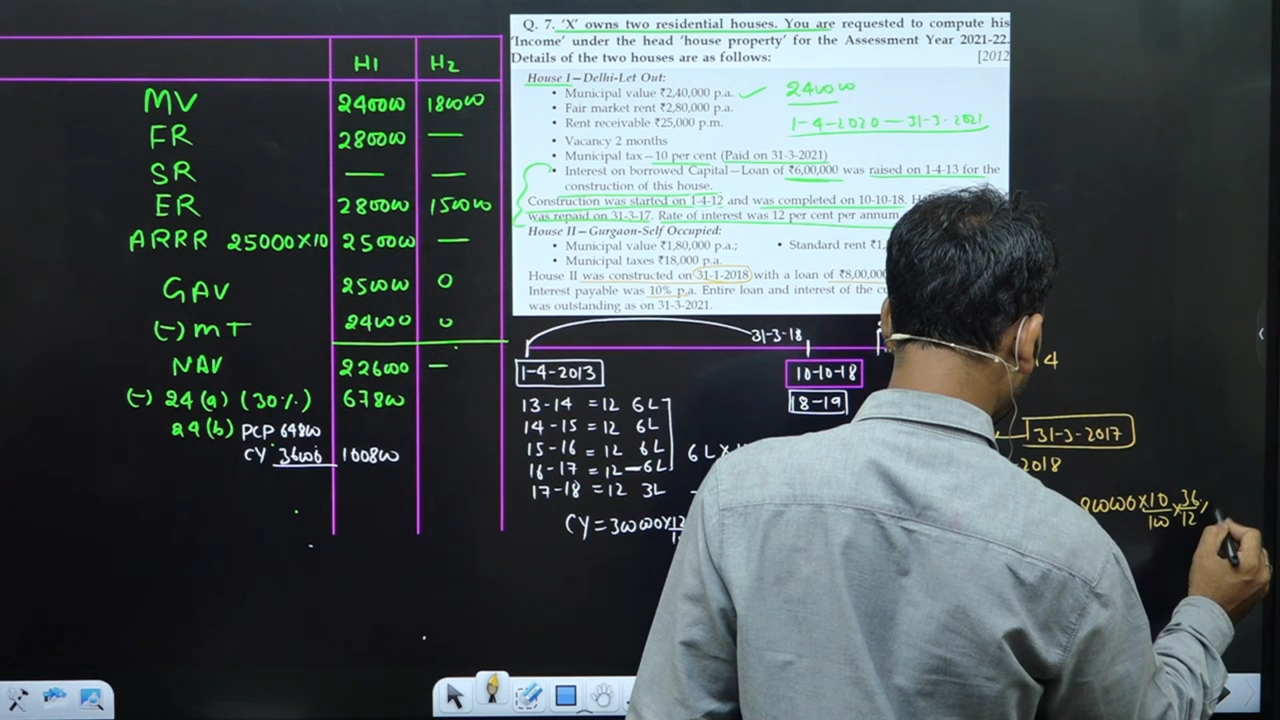 H1 H2
MV 240000 180000
FR 280000 —
SR — —
ER 280000 150000
ARRR 25000×10 250000 —
GAV 250000 0
(-) MT 24000 0
NAV 226000 —
(-) 24(a) (30%) 67800
24(b) PCP 64800
CY 36000 100800
Q. 7. 'X' owns two residential houses. You are requested to compute his
'Income' under the head 'house property' for the Assessment Year 2021-22.
Details of the two houses are as follows: [2012
House I—Delhi-Let Out:
• Municipal value ₹2,40,000 p.a. 240000
• Fair market rent ₹2,80,000 p.a.
• Rent receivable ₹25,000 p.m. 1-4-2020 — 31-3-2021
• Vacancy 2 months
• Municipal tax—10 per cent (Paid on 31-3-2021)
• Interest on borrowed Capital—Loan of ₹6,00,000 was raised on 1-4-13 for the
construction of this house.
Construction was started on 1-4-12 and was completed on 10-10-18.
was repaid on 31-3-17. Rate of interest was 12 per cent per annum
House II—Gurgaon-Self Occupied:
• Municipal value ₹1,80,000 p.a.; • Standard rent
• Municipal taxes ₹18,000 p.a.
House II was constructed on 31-1-2018 with a loan of ₹8,00,000
Interest payable was 10% p.a. Entire loan and interest of the
was outstanding as on 31-3-2021.
31-3-18
1-4-2013 10-10-18
18-19
13-14 = 12 6L
14-15 = 12 6L
15-16 = 12 6L
16-17 = 12 — 6L 6L×
17-18 = 12 3L
CY = 300000×12
4
31-3-2017
2018
800000×10/100×36/12